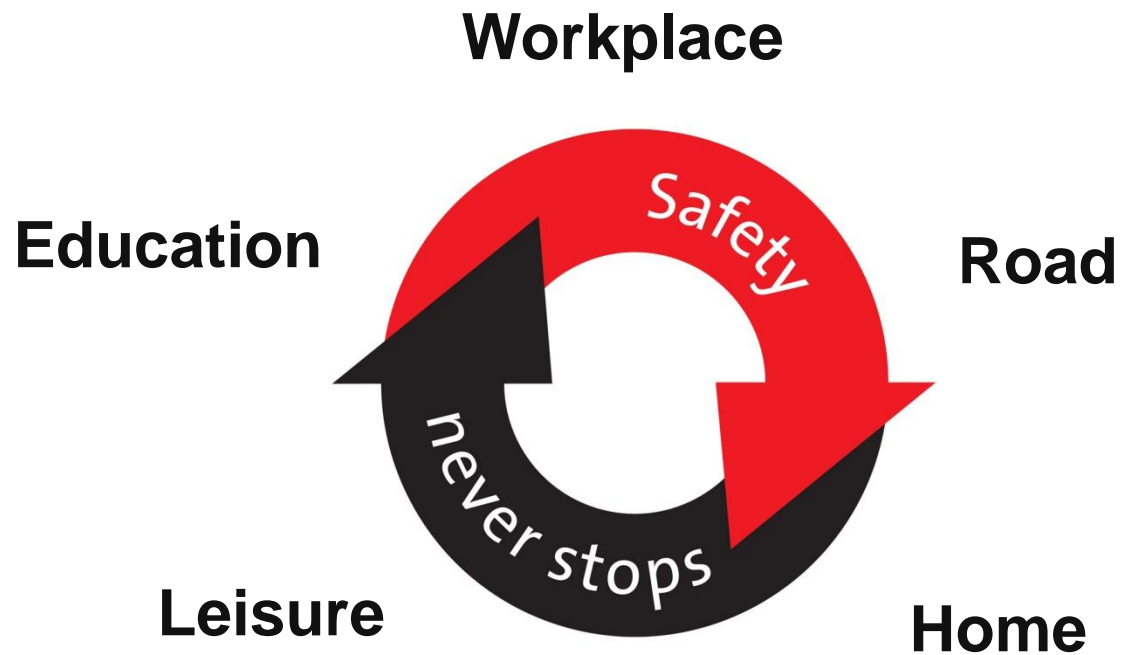 Workplace
Safety
Education
Road
never stops
Leisure
Home